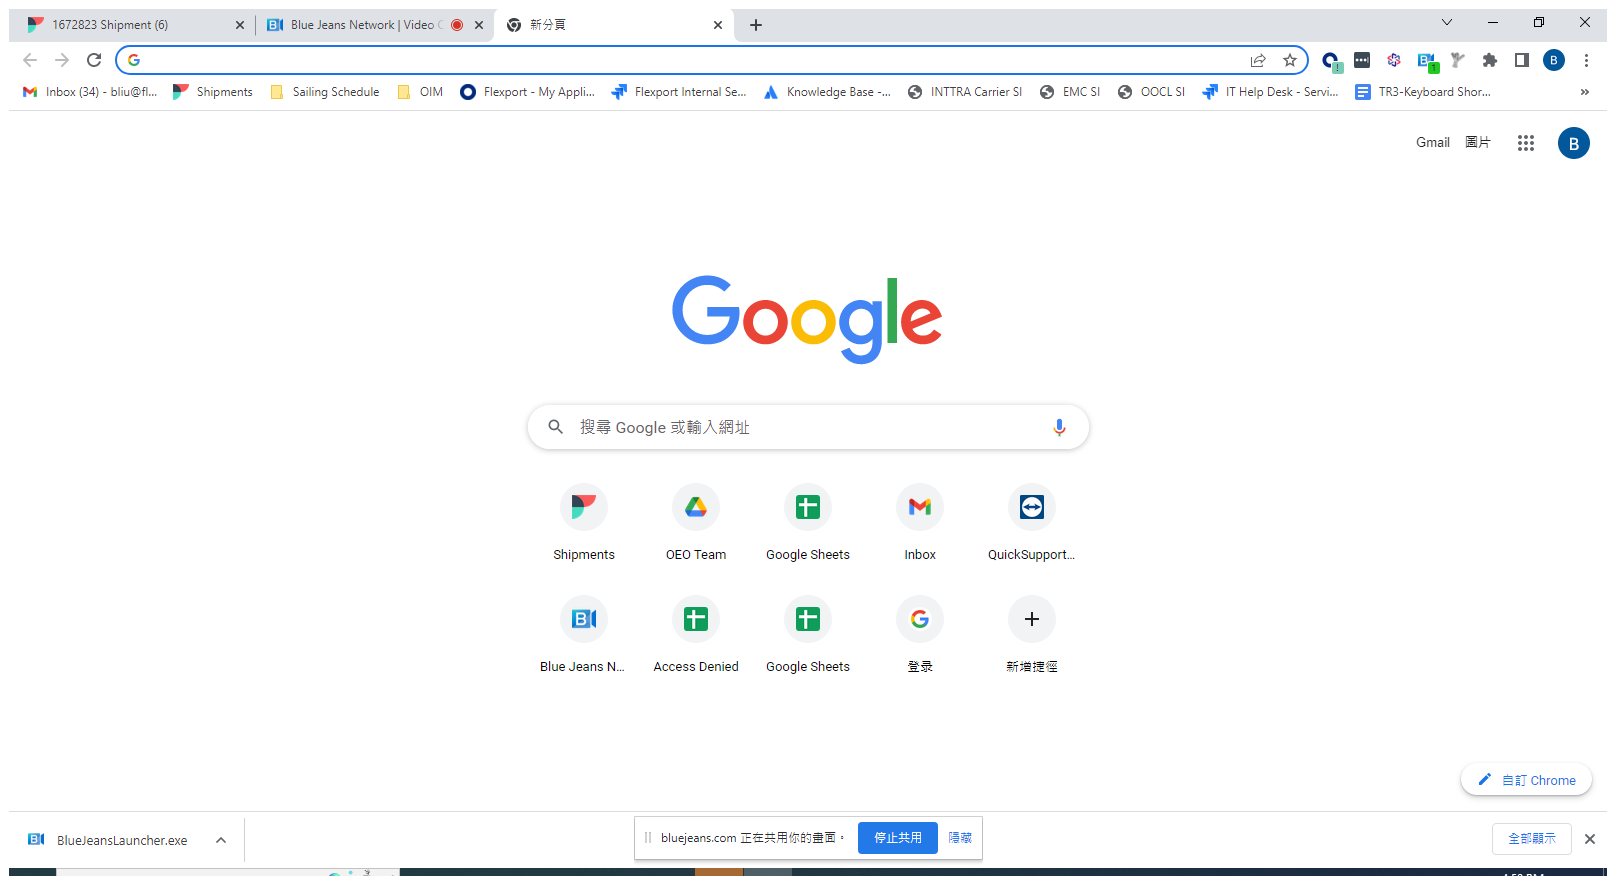 1672823 Shipment (6)
Blue Jeans Network | Video C
新分頁
B
Inbox (34) - bliu@fl...
Shipments
Sailing Schedule
OIM
Flexport - My Appli...
Flexport Internal Se...
Knowledge Base -...
INTTRA Carrier SI
EMC SI
OOCL SI
IT Help Desk - Servi...
TR3-Keyboard Shor...
»
Gmail
圖片
B
Google
搜尋 Google 或輸入網址
Shipments
OEO Team
Google Sheets
Inbox
QuickSupport...
Blue Jeans N...
Access Denied
Google Sheets
登录
新增捷徑
自訂 Chrome
BlueJeansLauncher.exe
bluejeans.com 正在共用你的畫面。
停止共用
隱藏
全部顯示